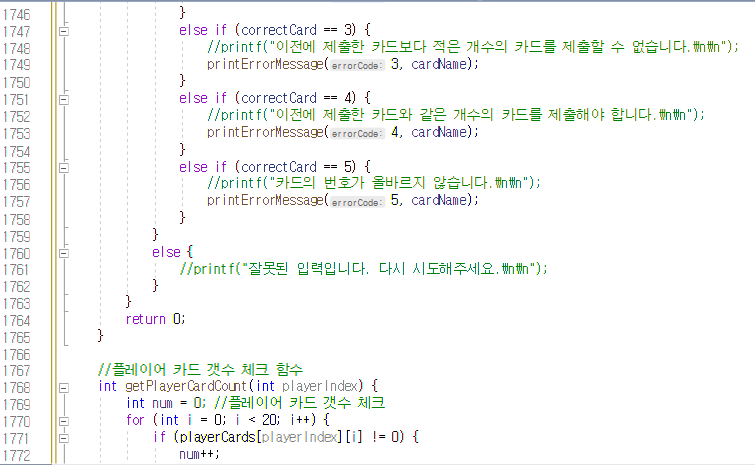 1746 }
1747 else if (correctCard == 3) {
1748 //printf("이전에 제출한 카드보다 적은 개수의 카드를 제출할 수 없습니다.₩n₩n");
1749 printErrorMessage(errorCode: 3, cardName);
1750 }
1751 else if (correctCard == 4) {
1752 //printf("이전에 제출한 카드와 같은 개수의 카드를 제출해야 합니다.₩n₩n");
1753 printErrorMessage(errorCode: 4, cardName);
1754 }
1755 else if (correctCard == 5) {
1756 //printf("카드의 번호가 올바르지 않습니다.₩n₩n");
1757 printErrorMessage(errorCode: 5, cardName);
1758 }
1759 }
1760 else {
1761 //printf("잘못된 입력입니다. 다시 시도해주세요.₩n₩n");
1762 }
1763 }
1764 return 0;
1765 }
1766
1767 //플레이어 카드 갯수 체크 함수
1768 int getPlayerCardCount(int playerIndex) {
1769 int num = 0; //플레이어 카드 갯수 체크
1770 for (int i = 0; i < 20; i++) {
1771 if (playerCards[playerIndex][i] != 0) {
1772 num++;